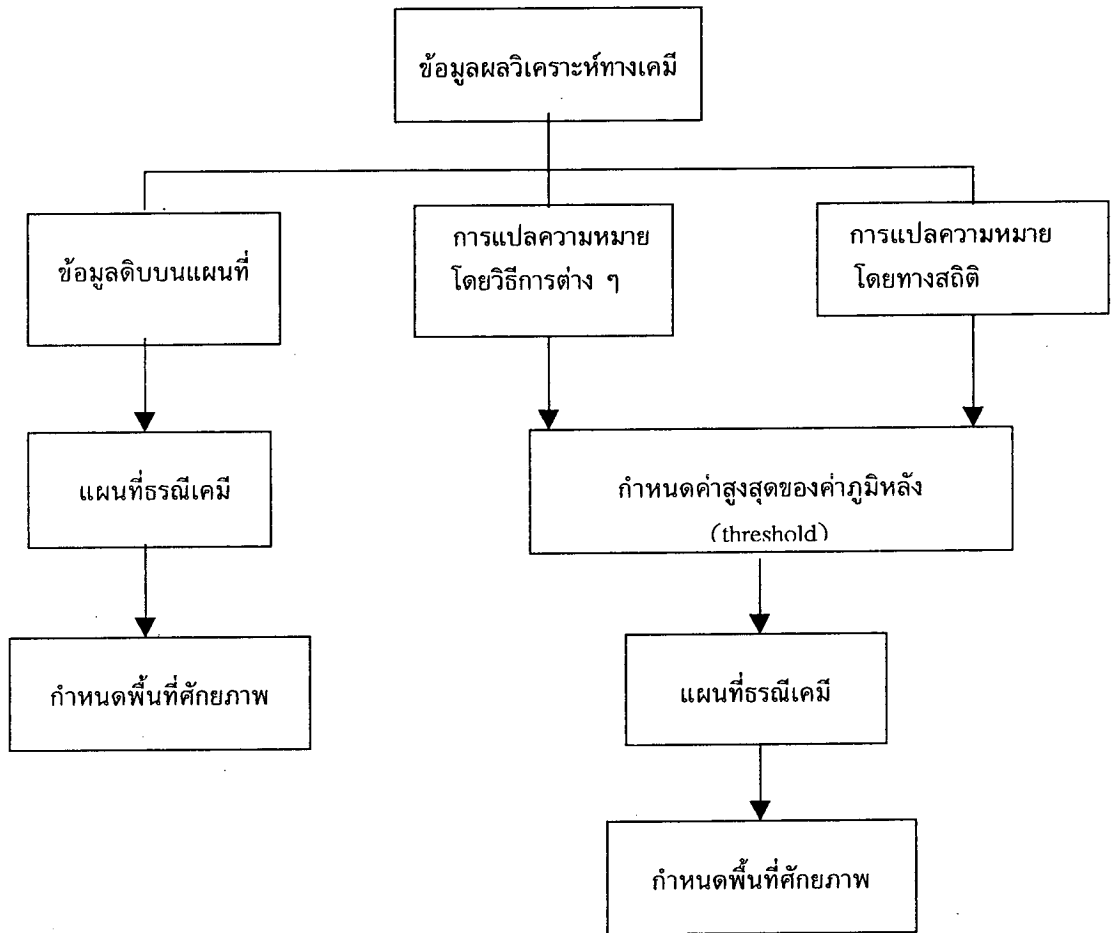 ข้อมูลผลวิเคราะห์ทางเคมี
ข้อมูลดิบบนแผนที่
การแปลความหมาย
โดยวิธีการต่าง ๆ
การแปลความหมาย
โดยทางสถิติ
แผนที่ธรณีเคมี
กำหนดค่าสูงสุดของค่าภูมิหลัง
(threshold)
กำหนดพื้นที่ศักยภาพ
แผนที่ธรณีเคมี
กำหนดพื้นที่ศักยภาพ